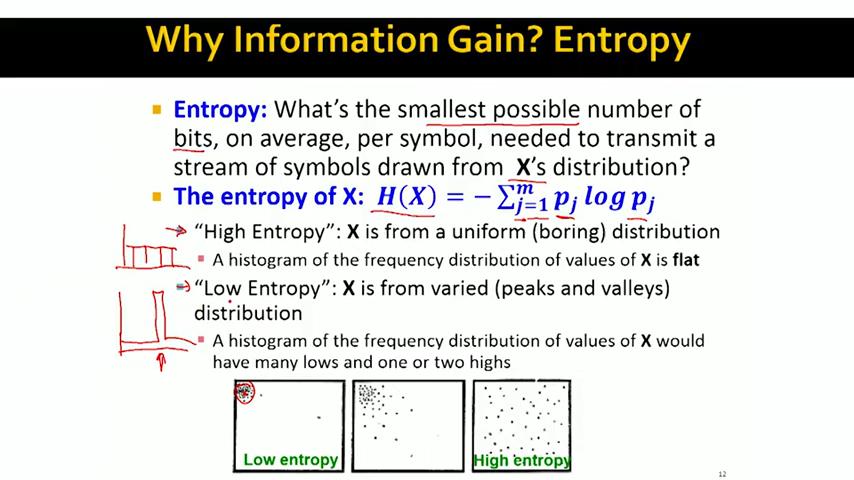 Why Information Gain? Entropy
Entropy: What's the smallest possible number of
bits, on average, per symbol, needed to transmit a
stream of symbols drawn from X's distribution?
The entropy of X: H(X) = − ∑ᵐⱼ₌₁ pⱼ log pⱼ
"High Entropy": X is from a uniform (boring) distribution
A histogram of the frequency distribution of values of X is flat
"Low Entropy": X is from varied (peaks and valleys)
distribution
A histogram of the frequency distribution of values of X would
have many lows and one or two highs
Low entropy
High entropy
12